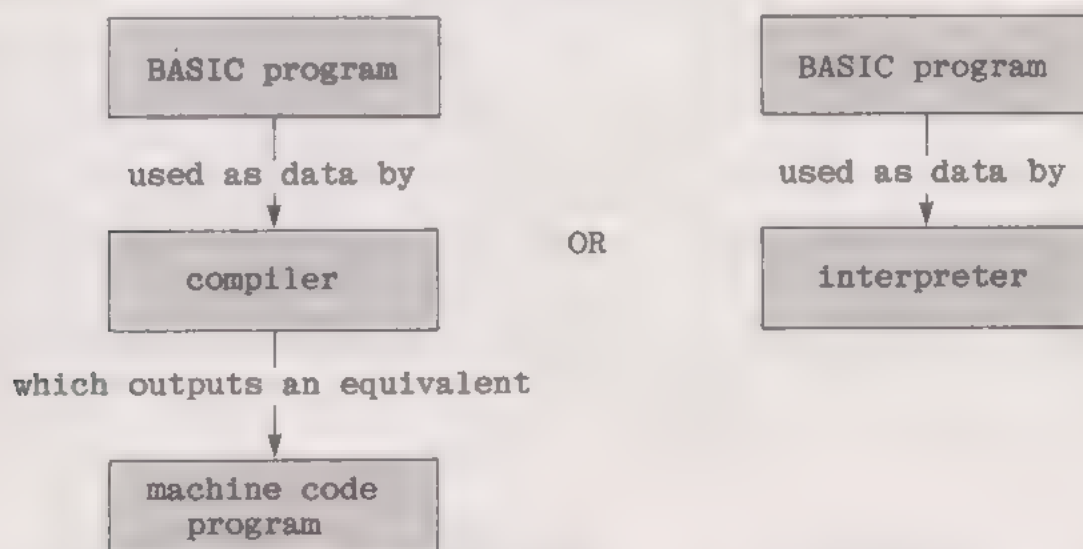 BASIC program
used as data by
compiler
which outputs an equivalent
machine code
program
OR
BASIC program
used as data by
interpreter